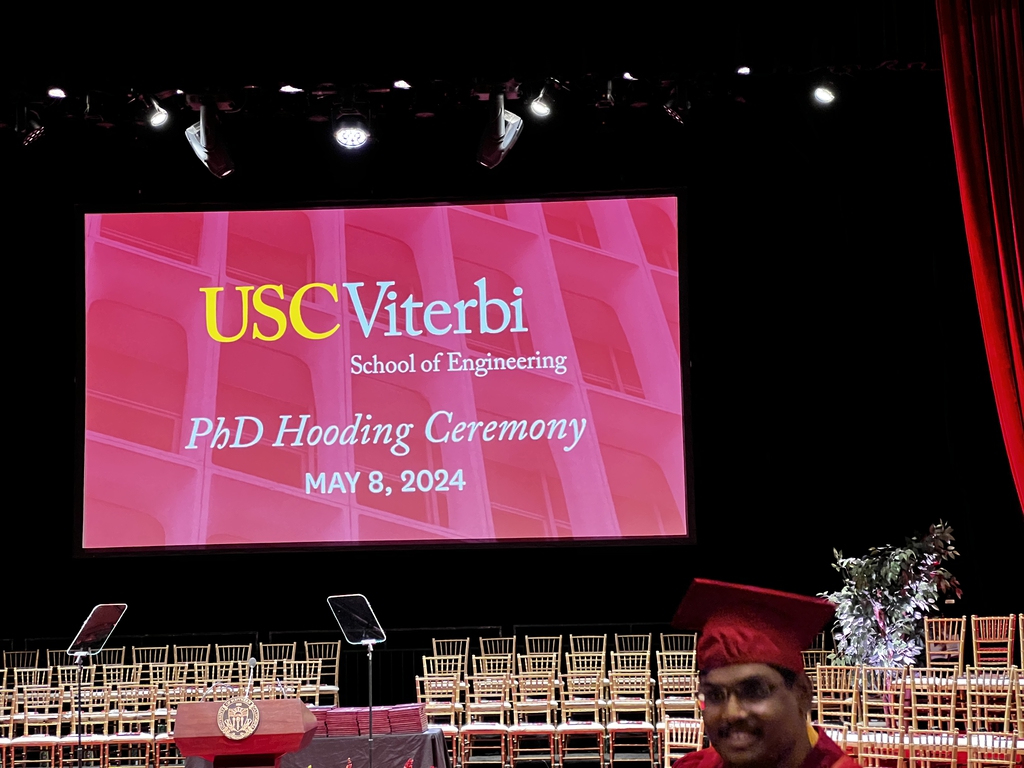 USC Viterbi
School of Engineering
PhD Hooding Ceremony
MAY 8, 2024